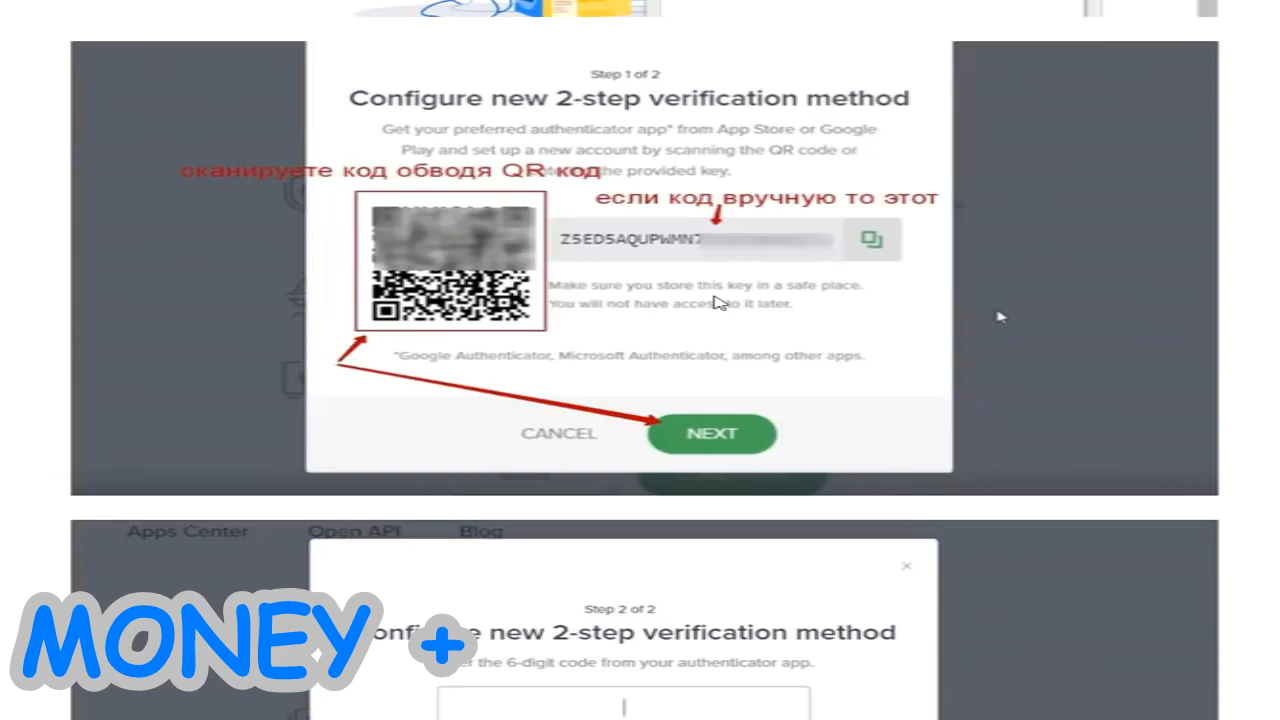 Step 1 of 2
Configure new 2-step verification method
Get your preferred authenticator app* from App Store or Google
Play and set up a new account by scanning the QR code or
the provided key.
сканируете код обводя QR код
если код вручную то этот
Z5ED5AQUPWMN7
Make sure you store this key in a safe place.
You will not have access to it later.
*Google Authenticator, Microsoft Authenticator, among other apps.
CANCEL NEXT
Apps Center Open API Blog
×
Step 2 of 2
new 2-step verification method
the 6-digit code from your authenticator app.
MONEY +